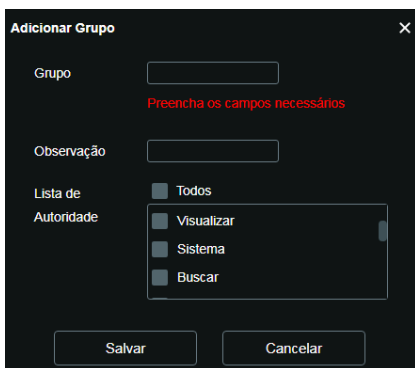 Adicionar Grupo
Grupo
Preencha os campos necessários
Observação
Lista de Autoridade
Todos
Visualizar
Sistema
Buscar
Salvar
Cancelar